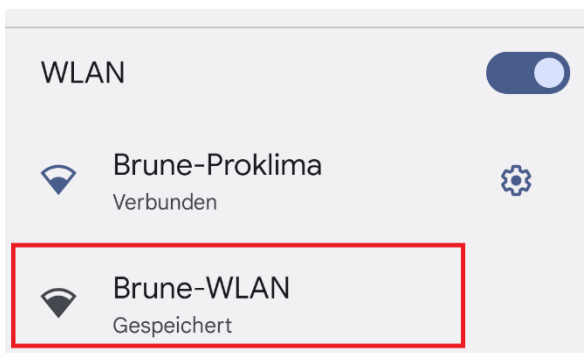 WLAN
Brune-Proklima
Verbunden
Brune-WLAN
Gespeichert